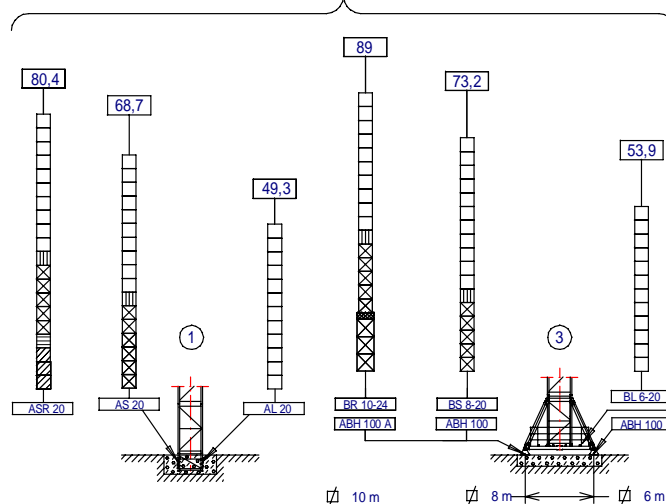 89
80,4
73,2
68,7
53,9
49,3
1
3
ASR 20
AS 20
AL 20
BR 10-24
BS 8-20
BL 6-20
ABH 100 A
ABH 100
ABH 100
10 m
8 m
6 m